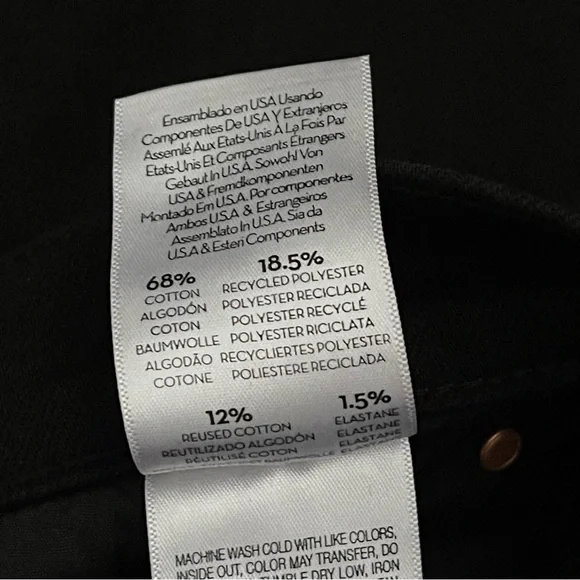 Ensamblado en USA Usando
Componentes De USA Y Extranjeros
Assemlé Aux Etats-Unis À La Fois Par
Etats-Unis Et Composants Étrangers
Gebaut In U.S.A. Sowohl Von
USA & Fremdkomponenten
Montado Em U.S.A. Por componentes
Ambos U.S.A & Estrangeiros
Assemblato In U.S.A. Sia da
U.S.A & Esteri Components
68%
COTTON
ALGODÓN
COTON
BAUMWOLLE
ALGODÃO
COTONE
18.5%
RECYCLED POLYESTER
POLYESTER RECICLADA
POLYESTER RECYCLÉ
POLYESTER RICICLATA
RECYCLIERTES POLYESTER
POLIESTERE RECICLADA
12%
REUSED COTTON
REUTILIZADO ALGODÓN
RÉUTILISÉ COTON
1.5%
ELASTANE
ELASTANE
ELASTANE
MACHINE WASH COLD WITH LIKE COLORS,
INSIDE OUT, COLOR MAY TRANSFER, DO
TUMBLE DRY LOW, IRON